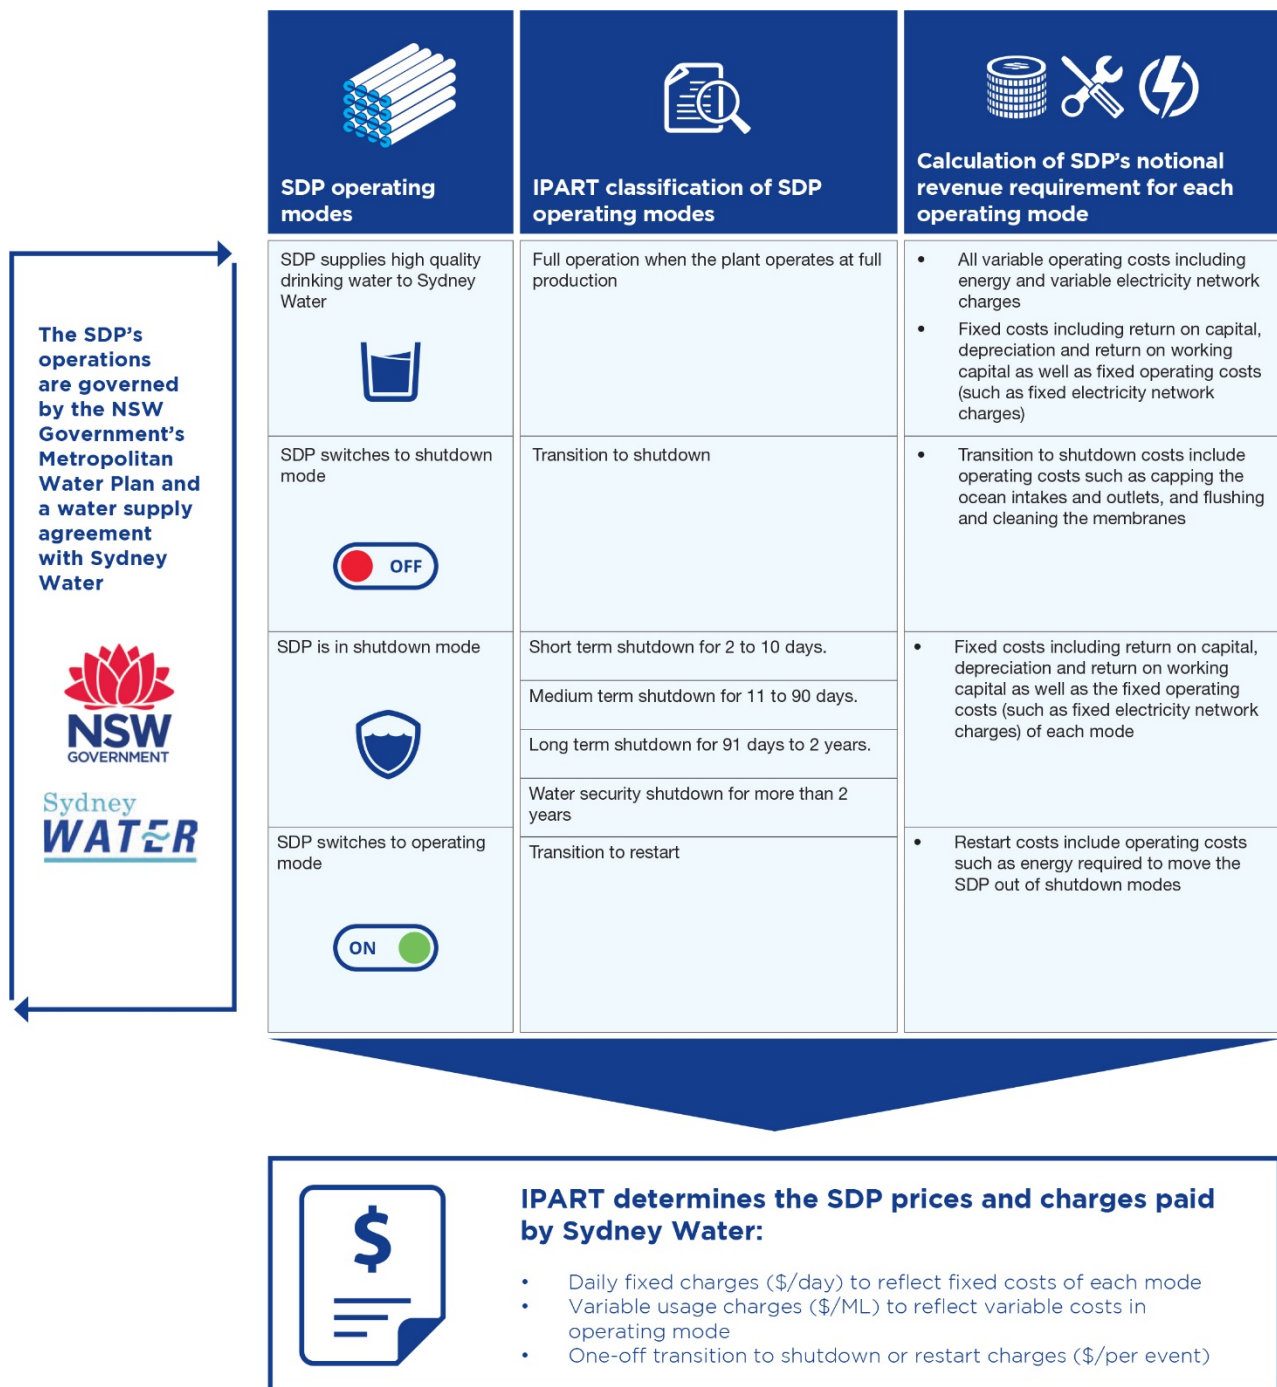 SDP operating
modes
IPART classification of SDP
operating modes
Calculation of SDP's notional
revenue requirement for each
operating mode
The SDP's
operations
are governed
by the NSW
Government's
Metropolitan
Water Plan and
a water supply
agreement
with Sydney
Water
NSW
GOVERNMENT
Sydney
WATER
SDP supplies high quality
drinking water to Sydney
Water
Full operation when the plant operates at full
production
• All variable operating costs including
energy and variable electricity network
charges
• Fixed costs including return on capital,
depreciation and return on working
capital as well as fixed operating costs
(such as fixed electricity network
charges)
SDP switches to shutdown
mode
OFF
Transition to shutdown
• Transition to shutdown costs include
operating costs such as capping the
ocean intakes and outlets, and flushing
and cleaning the membranes
SDP is in shutdown mode
Short term shutdown for 2 to 10 days.
Medium term shutdown for 11 to 90 days.
Long term shutdown for 91 days to 2 years.
Water security shutdown for more than 2
years
• Fixed costs including return on capital,
depreciation and return on working
capital as well as the fixed operating
costs (such as fixed electricity network
charges) of each mode
SDP switches to operating
mode
ON
Transition to restart
• Restart costs include operating costs
such as energy required to move the
SDP out of shutdown modes
$
IPART determines the SDP prices and charges paid
by Sydney Water:
• Daily fixed charges ($/day) to reflect fixed costs of each mode
• Variable usage charges ($/ML) to reflect variable costs in
operating mode
• One-off transition to shutdown or restart charges ($/per event)